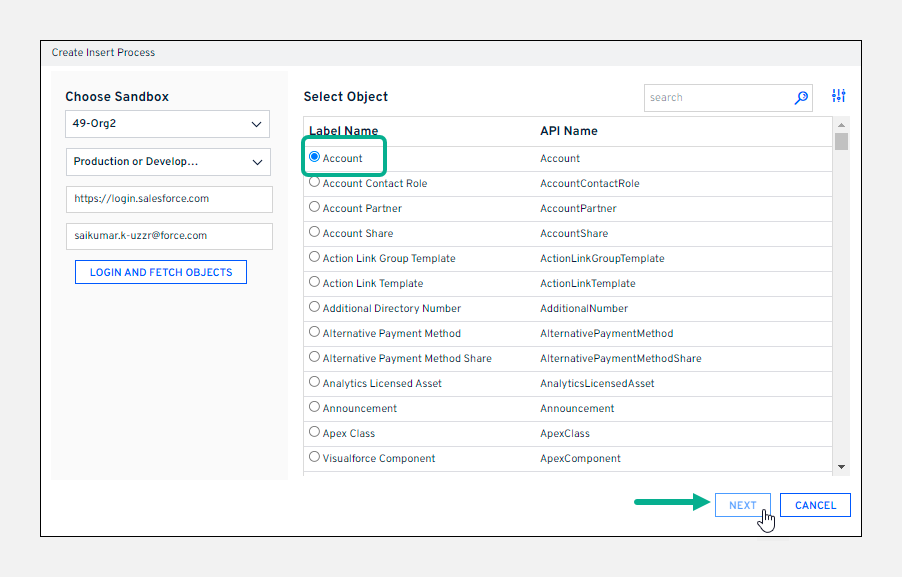 Create Insert Process
Choose Sandbox
49-Org2
Production or Develop...
https://login.salesforce.com
saikumar.k-uzzr@force.com
LOGIN AND FETCH OBJECTS
Select Object
search
Label Name API Name
Account Account
Account Contact Role AccountContactRole
Account Partner AccountPartner
Account Share AccountShare
Action Link Group Template ActionLinkGroupTemplate
Action Link Template ActionLinkTemplate
Additional Directory Number AdditionalNumber
Alternative Payment Method AlternativePaymentMethod
Alternative Payment Method Share AlternativePaymentMethodShare
Analytics Licensed Asset AnalyticsLicensedAsset
Announcement Announcement
Apex Class ApexClass
Visualforce Component ApexComponent
NEXT CANCEL